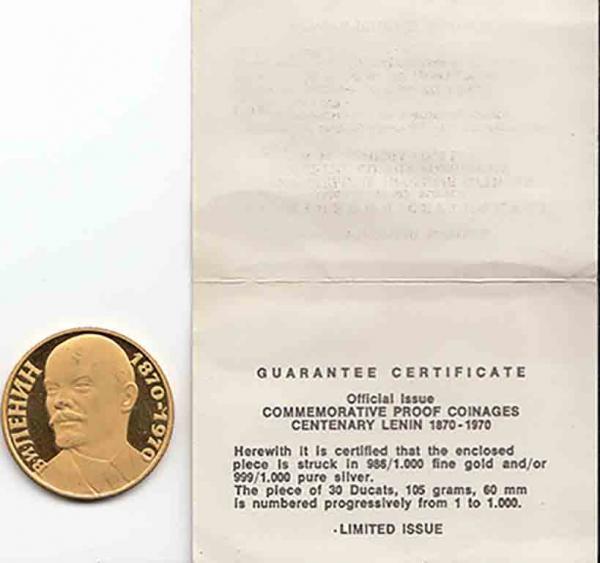 В.И.ЛЕНИН
1870-1970
GUARANTEE CERTIFICATE
Official Issue
COMMEMORATIVE PROOF COINAGES
CENTENARY LENIN 1870-1970
Herewith it is certified that the enclosed
piece is struck in 986/1.000 fine gold and/or
999/1.000 pure silver.
The piece of 30 Ducats, 105 grams, 60 mm
is numbered progressively from 1 to 1.000.
-LIMITED ISSUE